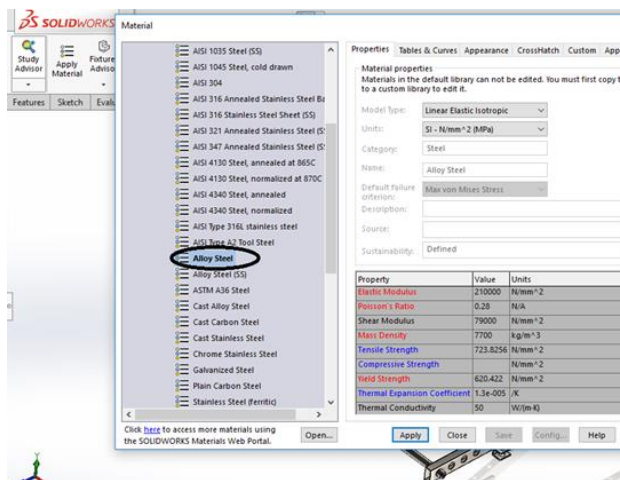 SOLIDWORKS
Study Advisor
Apply Material
Fixture
Features Sketch
Material
AISI 1035 Steel (SS)
AISI 1045 Steel, cold drawn
AISI 304
AISI 316 Annealed Stainless Steel Ba
AISI 316 Stainless Steel Sheet (SS)
AISI 321 Annealed Stainless Steel (S
AISI 347 Annealed Stainless Steel (S
AISI 4130 Steel, annealed at 865C
AISI 4130 Steel, normalized at 870C
AISI 4340 Steel, annealed
AISI 4340 Steel, normalized
AISI Type 316L stainless steel
AISI Type A2 Tool Steel
Alloy Steel
Alloy Steel (SS)
ASTM A36 Steel
Cast Alloy Steel
Cast Carbon Steel
Cast Stainless Steel
Chrome Stainless Steel
Galvanized Steel
Plain Carbon Steel
Stainless Steel (ferritic)
Click here to access more materials using
the SOLIDWORKS Materials Web Portal.
Open...
Properties Tables & Curves Appearance CrossHatch Custom App
Material properties
Materials in the default library can not be edited. You must first copy t
to a custom library to edit it.
Model Type: Linear Elastic Isotropic
Units: SI - N/mm^2 (MPa)
Category: Steel
Name: Alloy Steel
Default failure criterion: Max von Mises Stress
Description:
Source:
Sustainability: Defined
Property Value Units
Elastic Modulus 210000 N/mm^2
Poisson's Ratio 0.28 N/A
Shear Modulus 79000 N/mm^2
Mass Density 7700 kg/m^3
Tensile Strength 723.8256 N/mm^2
Compressive Strength N/mm^2
Yield Strength 620.422 N/mm^2
Thermal Expansion Coefficient 1.3e-005 /K
Thermal Conductivity 50 W/(m·K)
Apply Close Save Config... Help